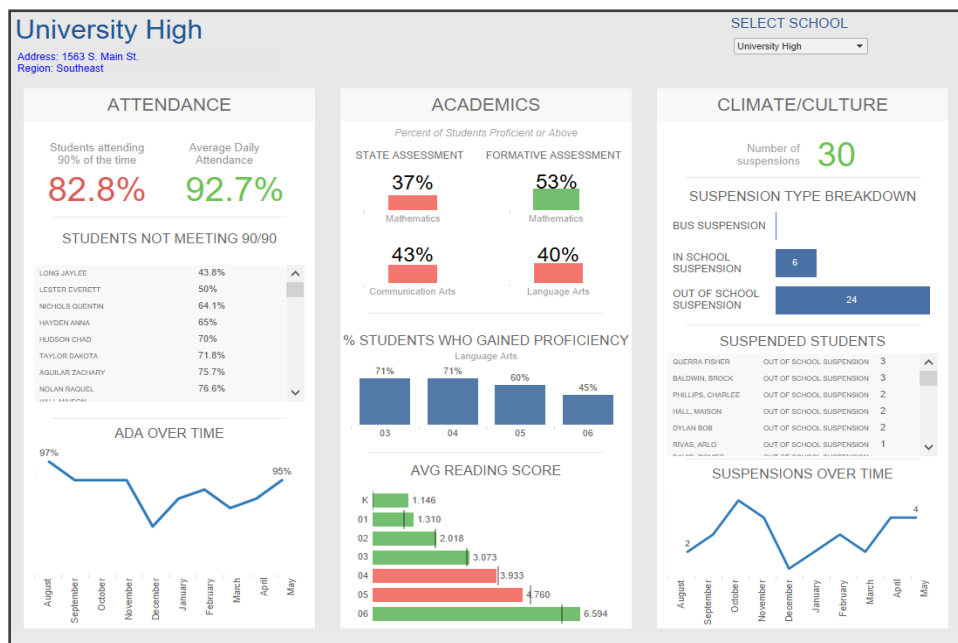 University High
Address: 1563 S. Main St.
Region: Southeast
SELECT SCHOOL
University High
ATTENDANCE
Students attending
90% of the time
82.8%
Average Daily
Attendance
92.7%
STUDENTS NOT MEETING 90/90
LONG JAYLEE 43.8%
LESTER EVERETT 50%
NICHOLS QUENTIN 64.1%
HAYDEN ANNA 65%
HUDSON CHAD 70%
TAYLOR DAKOTA 71.8%
AGUILAR ZACHARY 75.7%
NOLAN RAQUEL 76.6%
ADA OVER TIME
97%
95%
August
September
October
November
December
January
February
March
April
May
ACADEMICS
Percent of Students Proficient or Above
STATE ASSESSMENT
FORMATIVE ASSESSMENT
37%
Mathematics
53%
Mathematics
43%
Communication Arts
40%
Language Arts
% STUDENTS WHO GAINED PROFICIENCY
Language Arts
71% 71% 60% 45%
03 04 05 06
AVG READING SCORE
K 1.146
01 1.310
02 2.018
03 3.073
04 3.933
05 4.760
06 6.594
CLIMATE/CULTURE
Number of
suspensions
30
SUSPENSION TYPE BREAKDOWN
BUS SUSPENSION
IN SCHOOL
SUSPENSION
6
OUT OF SCHOOL
SUSPENSION
24
SUSPENDED STUDENTS
GUERRA FISHER OUT OF SCHOOL SUSPENSION 3
BALDWIN, BROCK OUT OF SCHOOL SUSPENSION 3
PHILLIPS, CHARLEE OUT OF SCHOOL SUSPENSION 2
HALL, MAISON OUT OF SCHOOL SUSPENSION 2
DYLAN BOB OUT OF SCHOOL SUSPENSION 2
RIVAS, ARLO OUT OF SCHOOL SUSPENSION 1
SUSPENSIONS OVER TIME
2
4
August
September
October
November
December
January
February
March
April
May